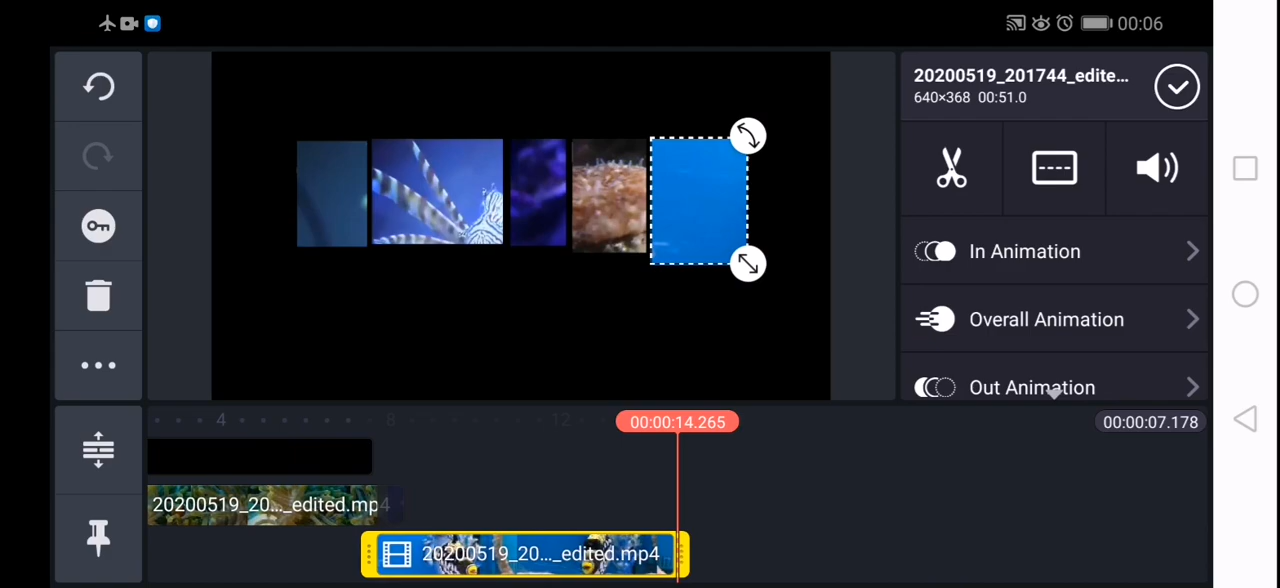 00:06
20200519_201744_edite...
640×368 00:51.0
In Animation
Overall Animation
Out Animation
4
8
12
00:00:14.265
00:00:07.178
20200519_20..._edited.mp4
20200519_20..._edited.mp4